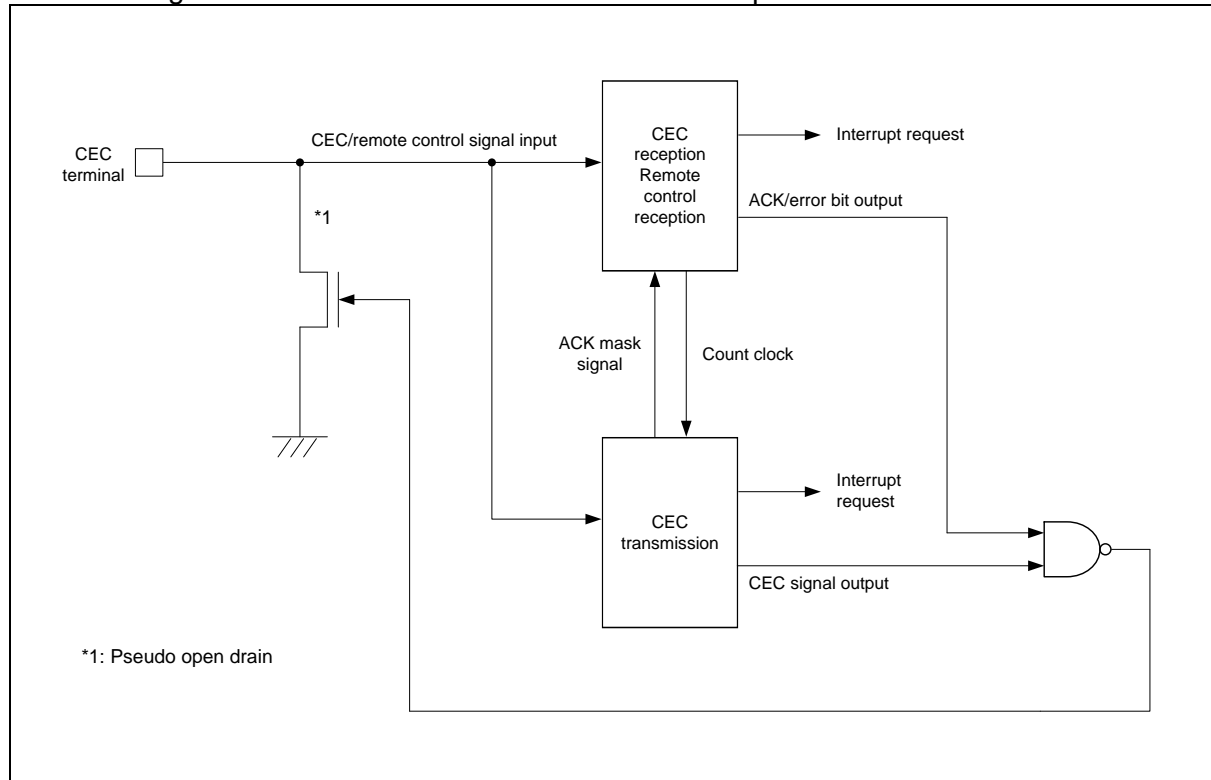 CEC/remote control signal input
CEC
terminal
*1
CEC
reception
Remote
control
reception
Interrupt request
ACK/error bit output
ACK mask
signal
Count clock
CEC
transmission
Interrupt
request
CEC signal output
*1: Pseudo open drain